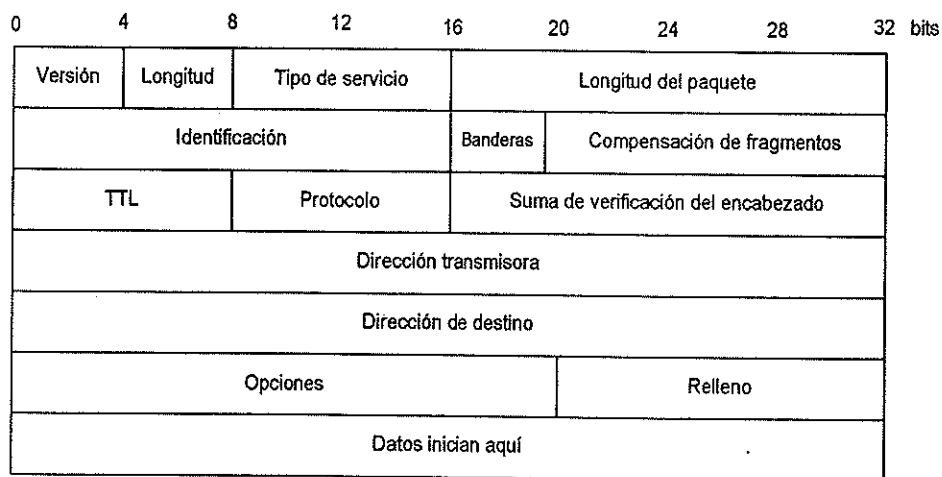 0 4 8 12 16 20 24 28 32 bits
Versión Longitud Tipo de servicio Longitud del paquete
Identificación Banderas Compensación de fragmentos
TTL Protocolo Suma de verificación del encabezado
Dirección transmisora
Dirección de destino
Opciones Relleno
Datos inician aquí